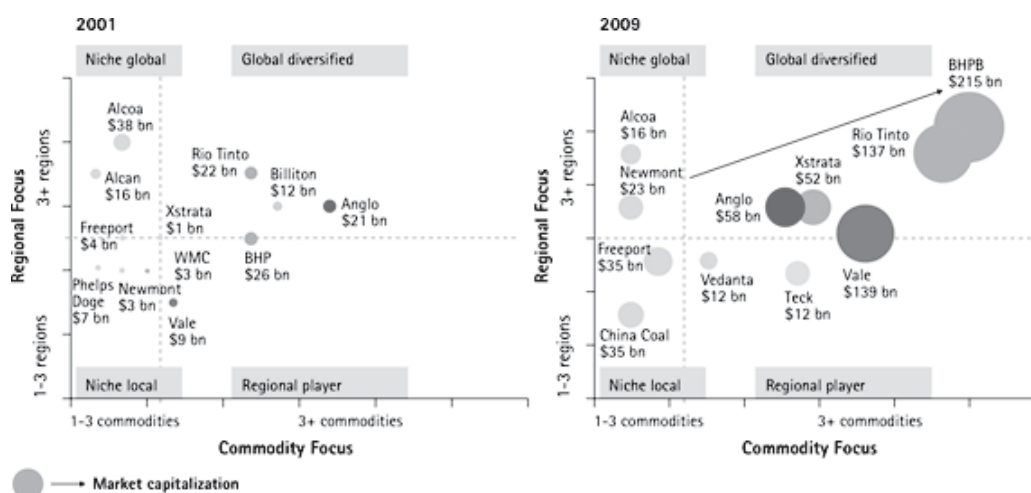 2001
Niche global
Global diversified
Alcoa
$38 bn
Alcan
$16 bn
Rio Tinto
$22 bn
Billiton
$12 bn
Anglo
$21 bn
Freeport
$4 bn
Xstrata
$1 bn
WMC
$3 bn
BHP
$26 bn
Phelps
Doge
$7 bn
Newmont
$3 bn
Vale
$9 bn
Niche local
Regional player
3+ regions
1-3 regions
Regional Focus
1-3 commodities
3+ commodities
Commodity Focus
2009
Niche global
Global diversified
BHPB
$215 bn
Alcoa
$16 bn
Rio Tinto
$137 bn
Newmont
$23 bn
Xstrata
$52 bn
Anglo
$58 bn
Freeport
$35 bn
Vedanta
$12 bn
Teck
$12 bn
Vale
$139 bn
China Coal
$35 bn
Niche local
Regional player
3+ regions
1-3 regions
Regional Focus
1-3 commodities
3+ commodities
Commodity Focus
Market capitalization